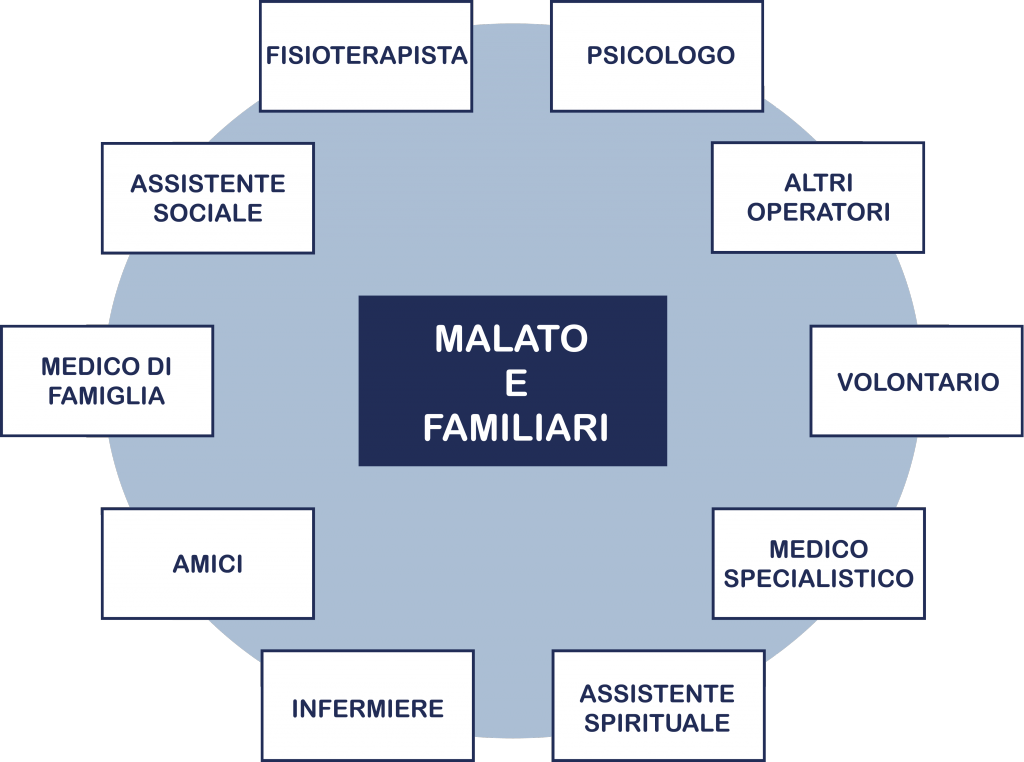 FISIOTERAPISTA
PSICOLOGO
ASSISTENTE
SOCIALE
ALTRI
OPERATORI
MEDICO DI
FAMIGLIA
MALATO
E
FAMILIARI
VOLONTARIO
AMICI
MEDICO
SPECIALISTICO
INFERMIERE
ASSISTENTE
SPIRITUALE